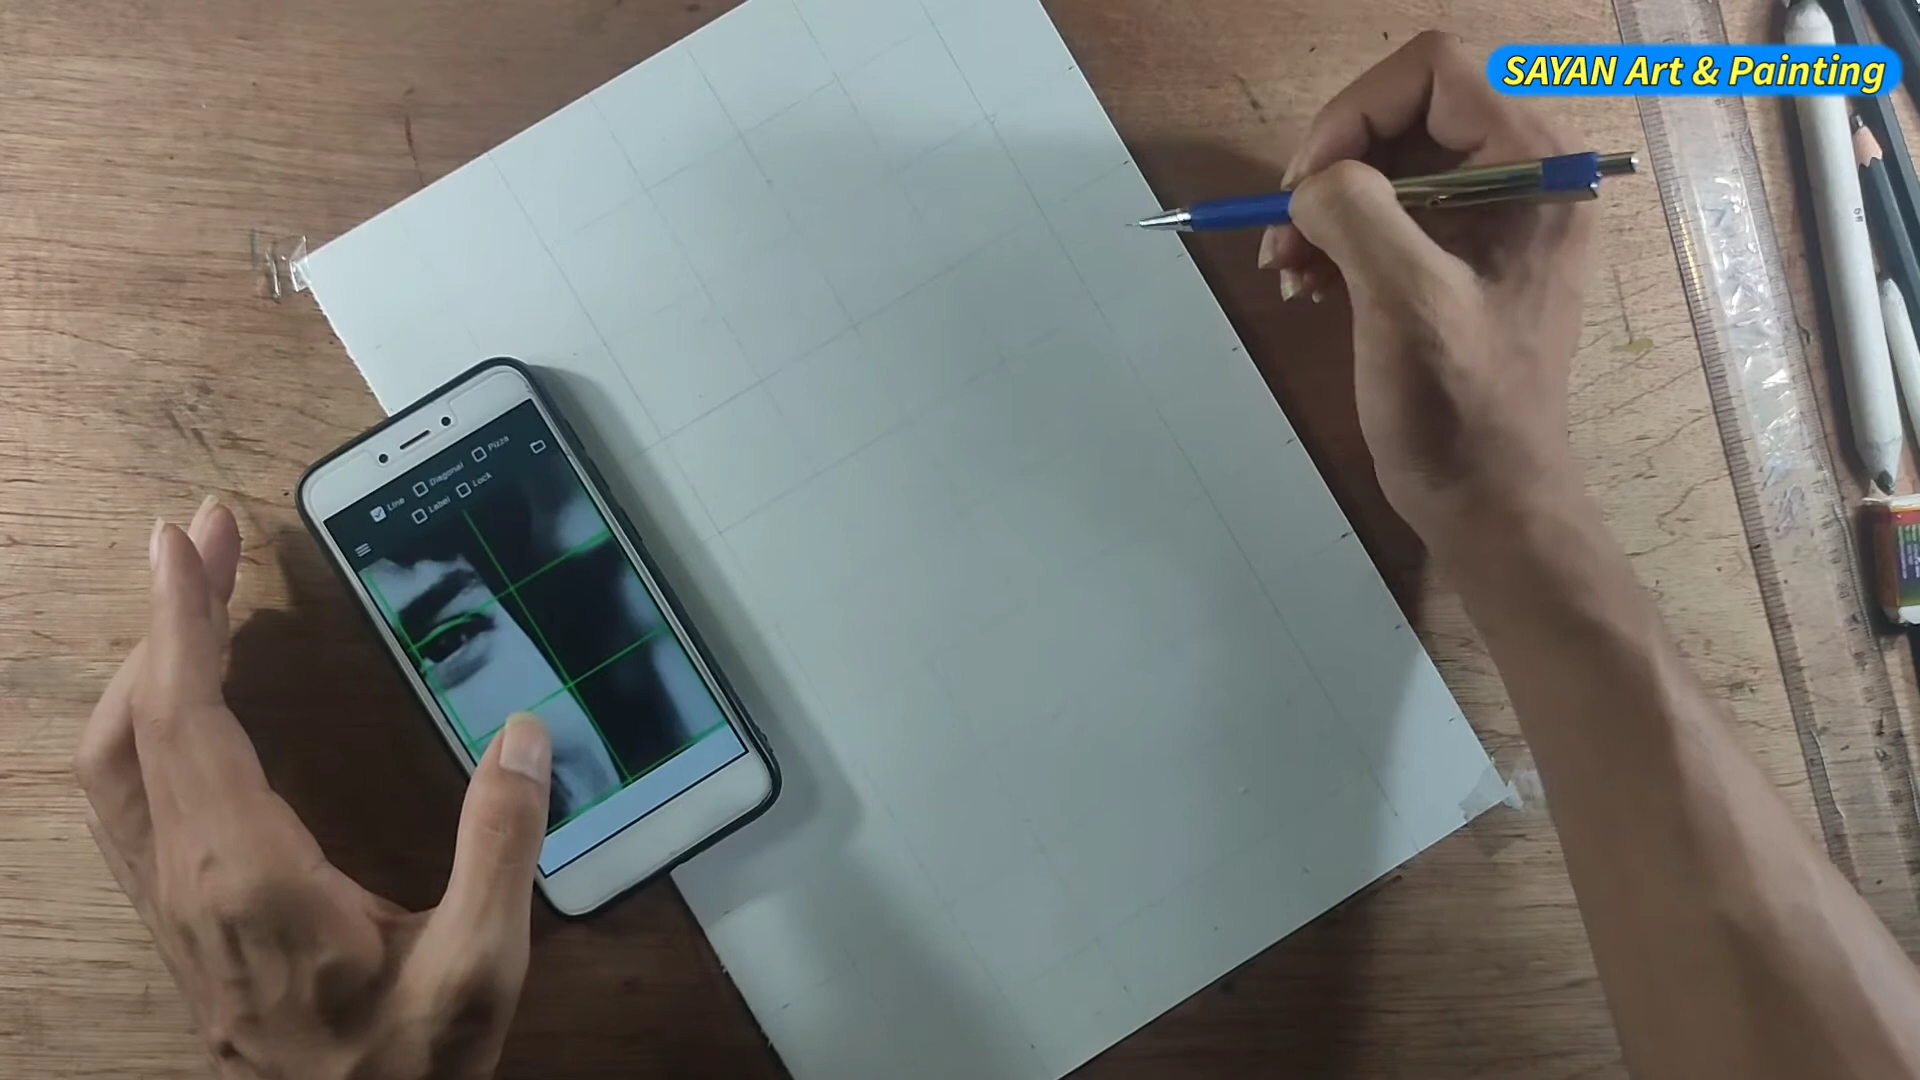 SAYAN Art & Painting
Line
Diagonal
Pizza
Label
Lock